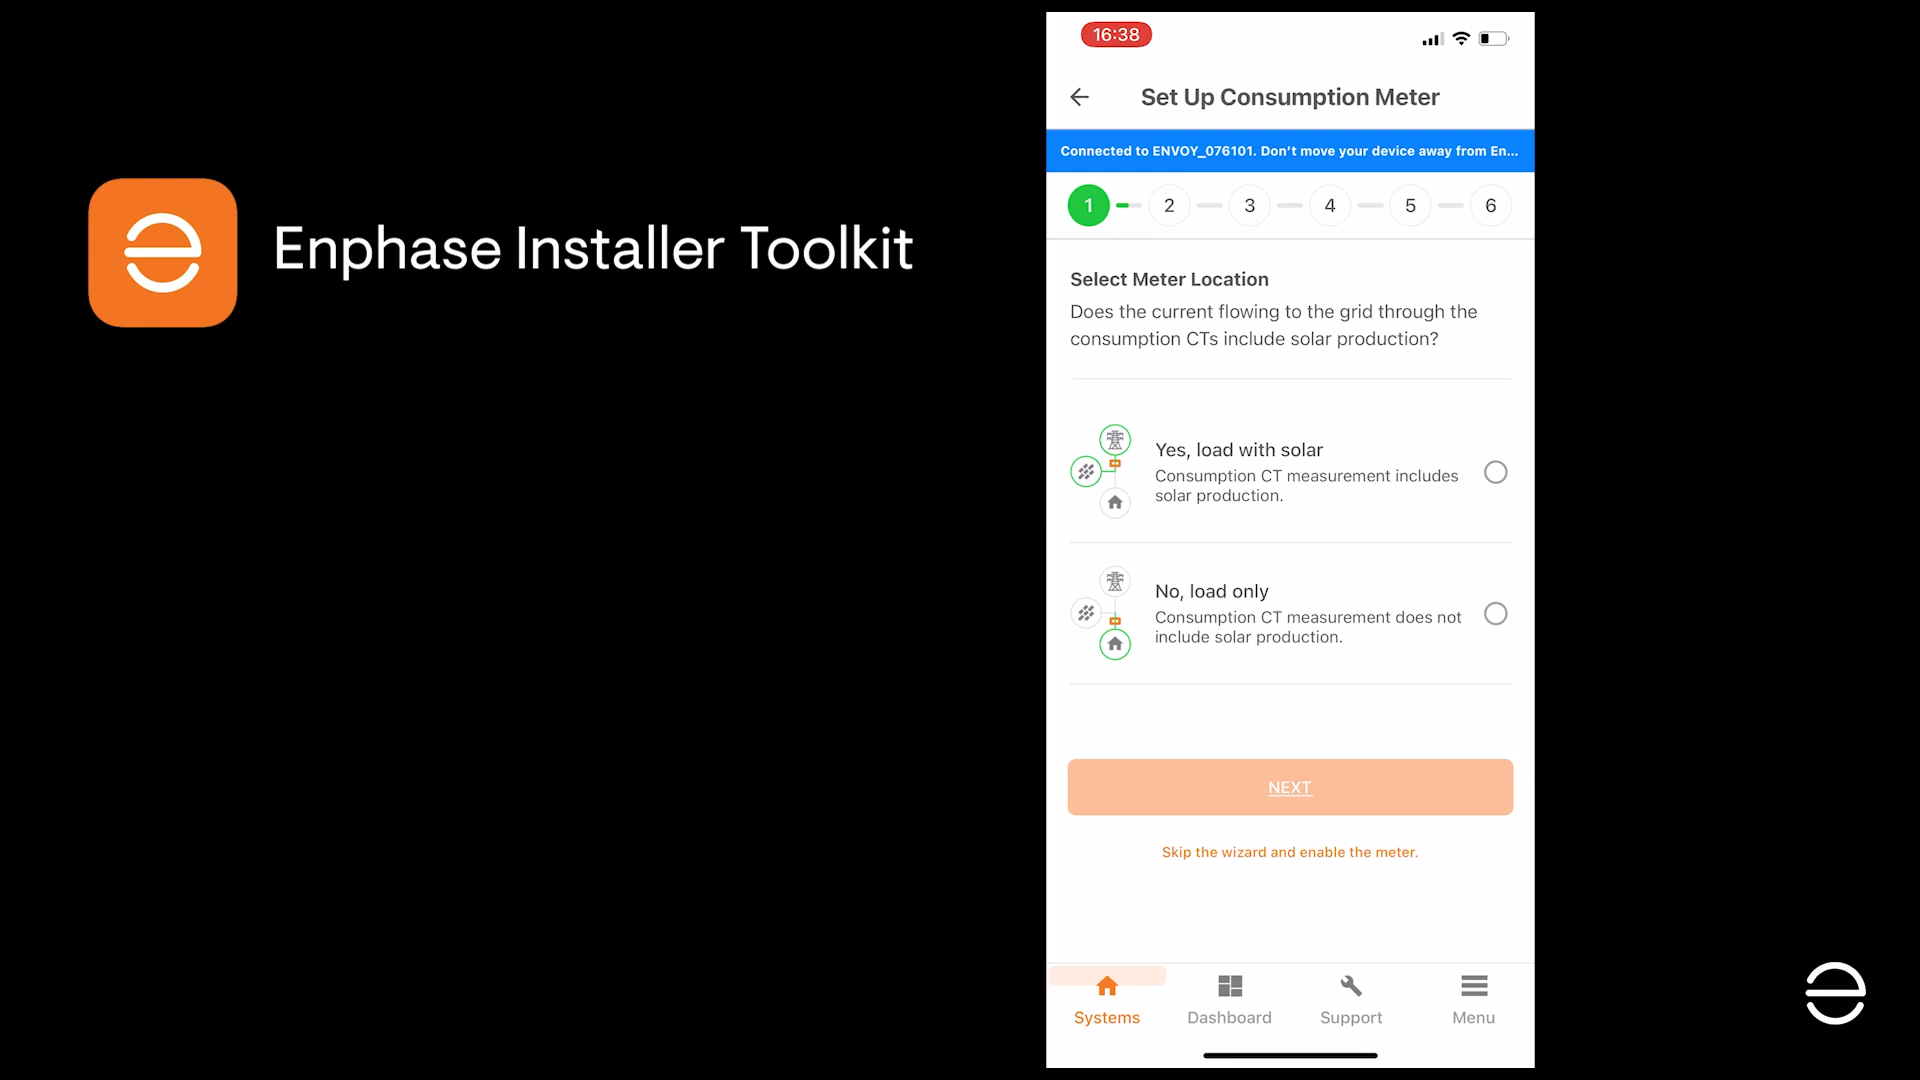 Enphase Installer Toolkit
16:38
Set Up Consumption Meter
Connected to ENVOY_076101. Don't move your device away from En...
1 2 3 4 5 6
Select Meter Location
Does the current flowing to the grid through the
consumption CTs include solar production?
Yes, load with solar
Consumption CT measurement includes
solar production.
No, load only
Consumption CT measurement does not
include solar production.
NEXT
Skip the wizard and enable the meter.
Systems Dashboard Support Menu